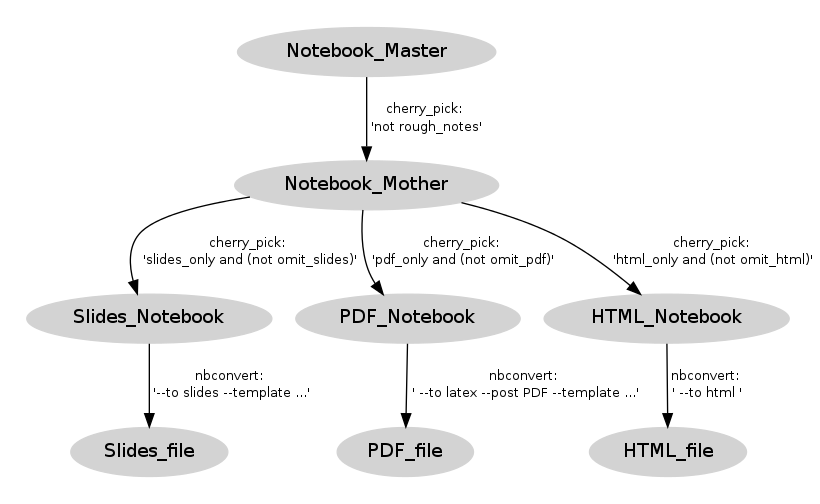 Notebook_Master
cherry_pick:
'not rough_notes'
Notebook_Mother
cherry_pick:
'slides_only and (not omit_slides)'
cherry_pick:
'pdf_only and (not omit_pdf)'
cherry_pick:
'html_only and (not omit_html)'
Slides_Notebook
PDF_Notebook
HTML_Notebook
nbconvert:
'--to slides --template ...'
nbconvert:
' --to latex --post PDF --template ...'
nbconvert:
' --to html '
Slides_file
PDF_file
HTML_file